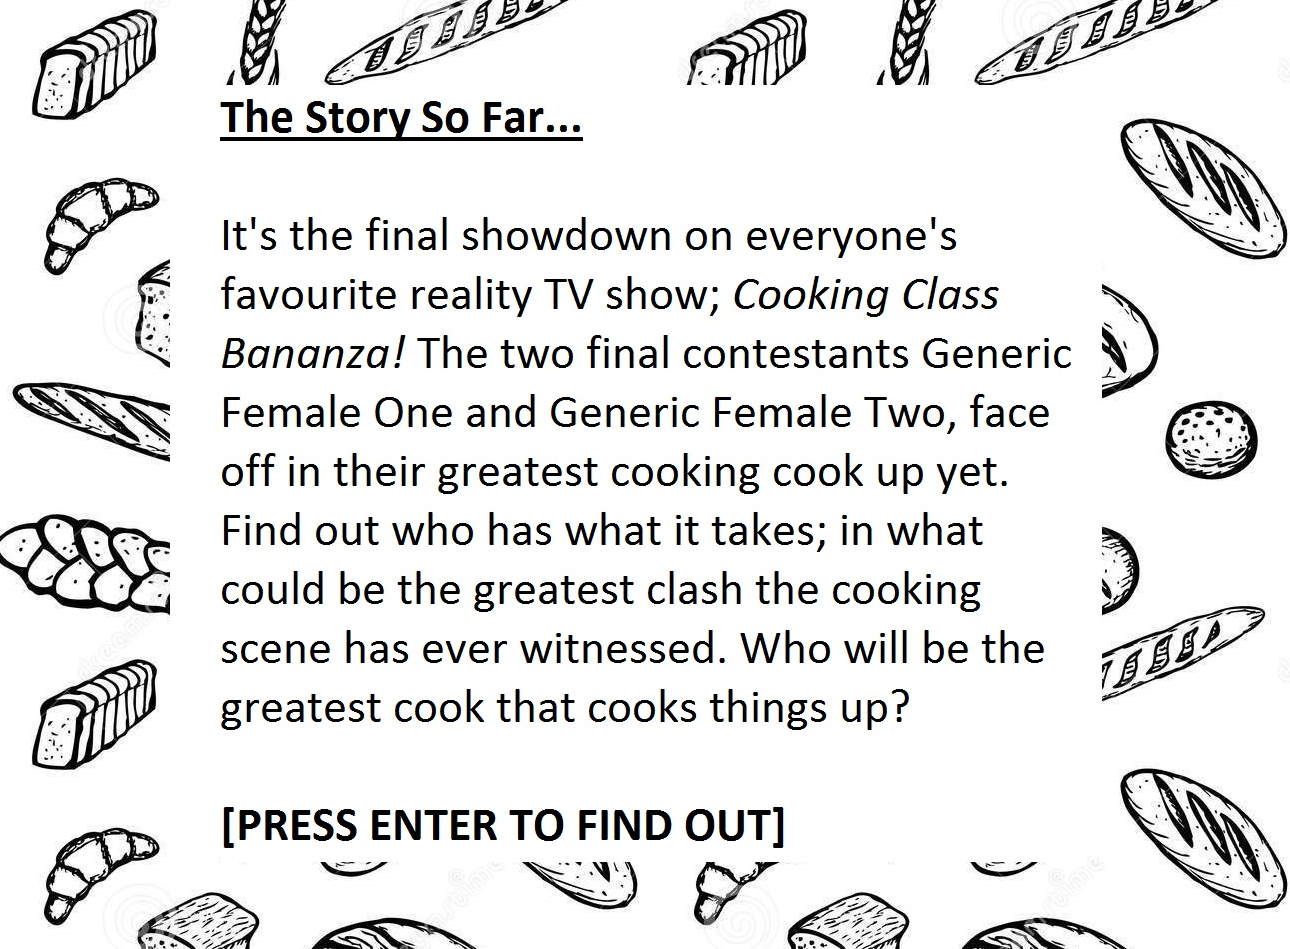 The Story So Far...
It's the final showdown on everyone's
favourite reality TV show; Cooking Class
Bananza! The two final contestants Generic
Female One and Generic Female Two, face
off in their greatest cooking cook up yet.
Find out who has what it takes; in what
could be the greatest clash the cooking
scene has ever witnessed. Who will be the
greatest cook that cooks things up?
[PRESS ENTER TO FIND OUT]